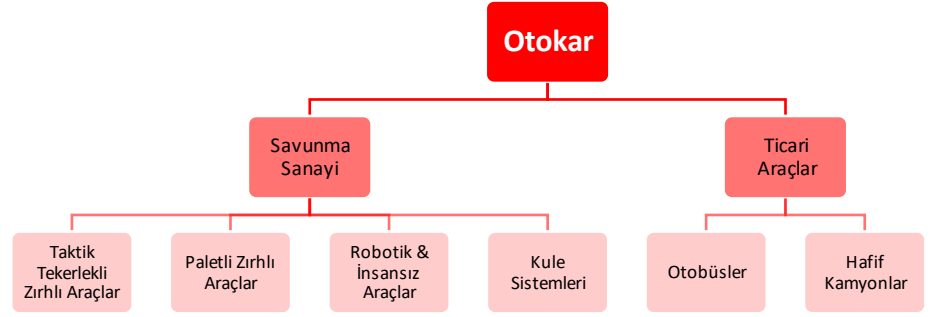 Otokar
Savunma
Sanayi
Ticari
Araçlar
Taktik
Tekerlekli
Zırhlı Araçlar
Paletli Zırhlı
Araçlar
Robotik &
İnsansız
Araçlar
Kule
Sistemleri
Otobüsler
Hafif
Kamyonlar